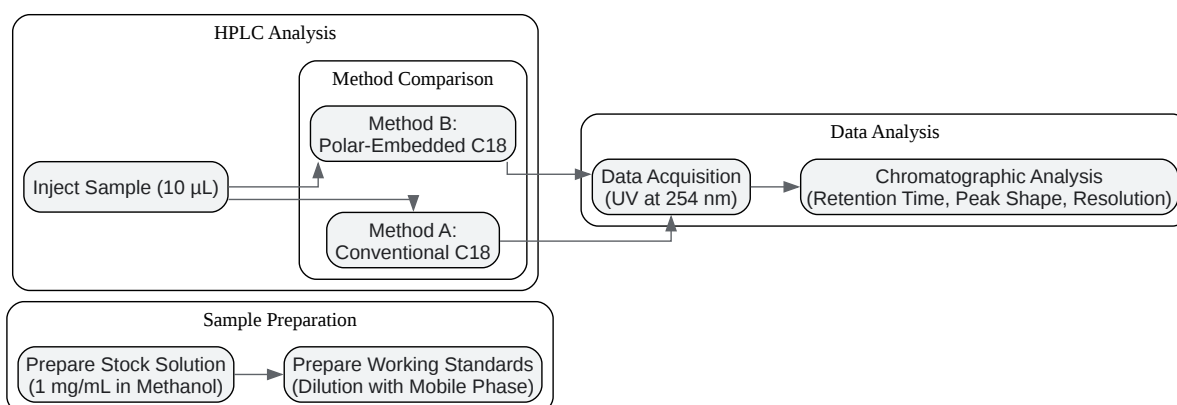 HPLC Analysis
Method Comparison
Method B:
Polar-Embedded C18
Inject Sample (10 µL)
Method A:
Conventional C18
Data Analysis
Data Acquisition
(UV at 254 nm)
Chromatographic Analysis
(Retention Time, Peak Shape, Resolution)
Sample Preparation
Prepare Stock Solution
(1 mg/mL in Methanol)
Prepare Working Standards
(Dilution with Mobile Phase)